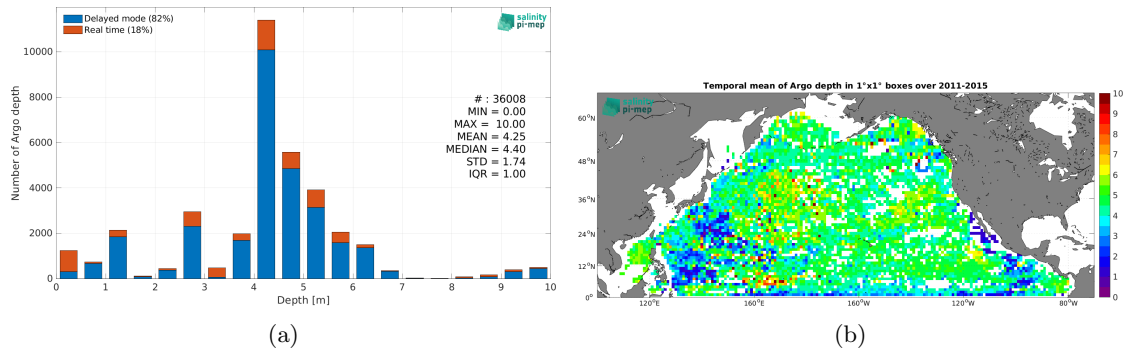 Delayed mode (82%)
Real time (18%)
salinity
pi-mep
Number of Argo depth
10000
8000
6000
4000
2000
0
# : 36008
MIN = 0.00
MAX = 10.00
MEAN = 4.25
MEDIAN = 4.40
STD = 1.74
IQR = 1.00
0 1 2 3 4 5 6 7 8 9 10
Depth [m]
(a)
Temporal mean of Argo depth in 1°x1° boxes over 2011-2015
salinity
pi-mep
60°N
48°N
36°N
24°N
12°N
0°
120°E 160°E 160°W 120°W 80°W
10
9
8
7
6
5
4
3
2
1
0
(b)